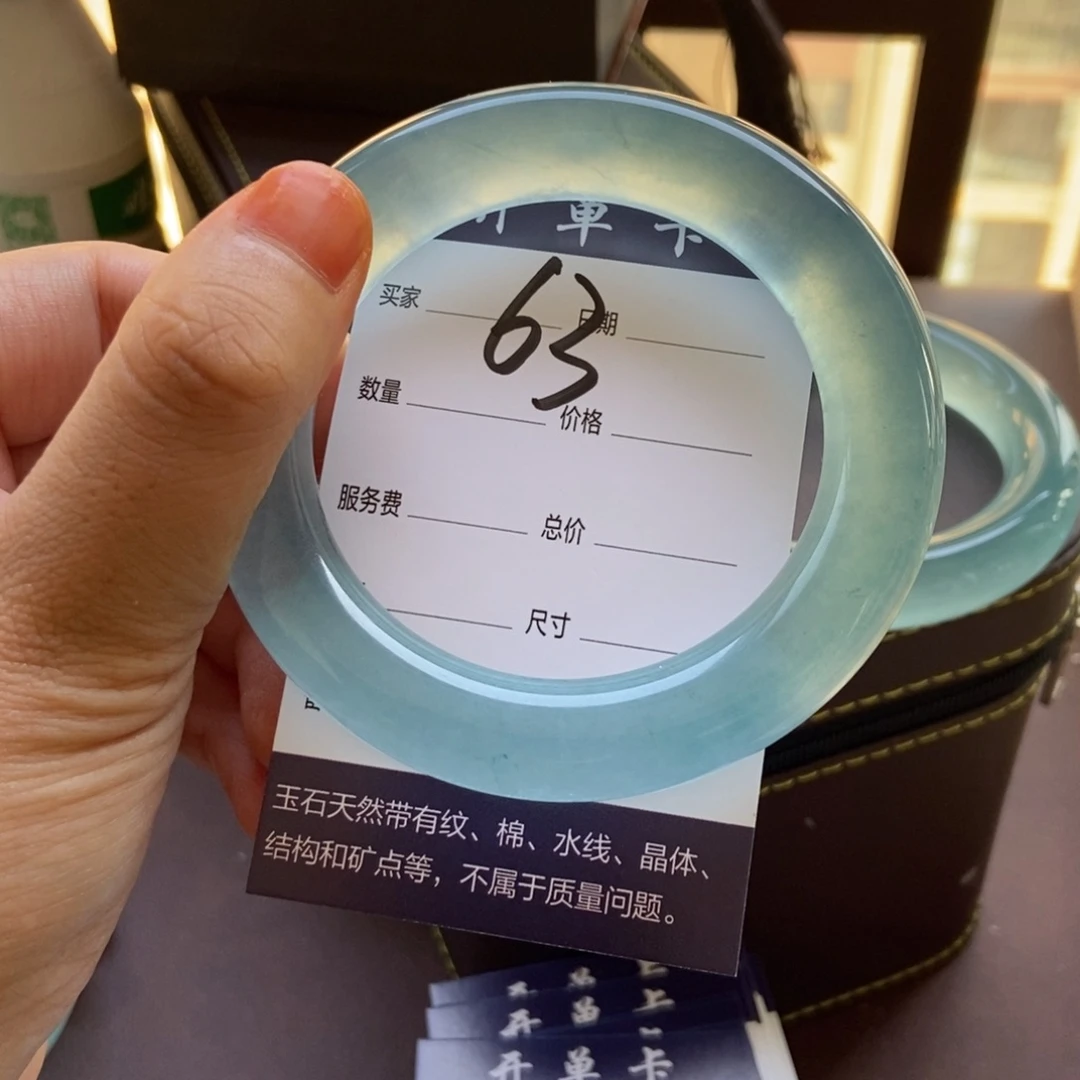 开单卡
63
买家 日期
数量 价格
服务费 总价
尺寸
玉石天然带有纹、棉、水线、晶体、
结构和矿点等，不属于质量问题。
开单卡